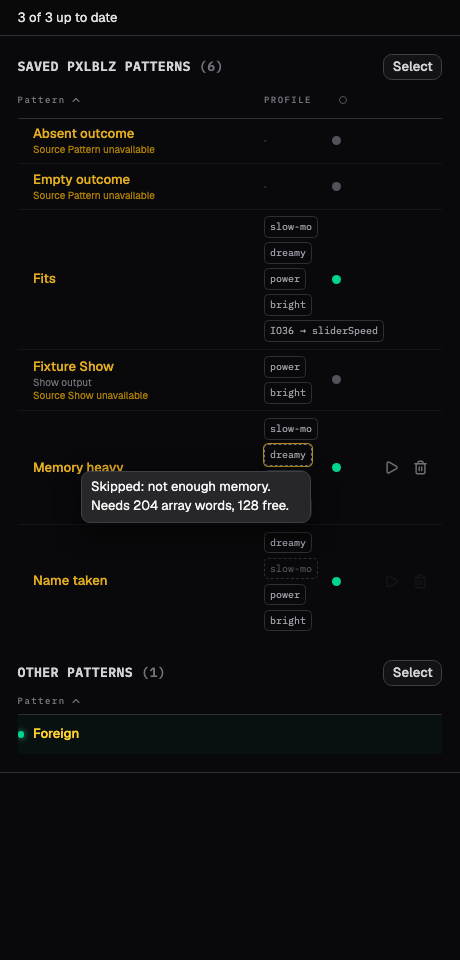 3 of 3 up to date
SAVED PXLBLZ PATTERNS (6)
Select
Pattern
PROFILE
Absent outcome
Source Pattern unavailable
-
Empty outcome
Source Pattern unavailable
-
Fits
slow-mo
dreamy
power
bright
IO36 → sliderSpeed
Fixture Show
Show output
Source Show unavailable
power
bright
Memory heavy
slow-mo
dreamy
Skipped: not enough memory.
Needs 204 array words, 128 free.
Name taken
dreamy
slow-mo
power
bright
OTHER PATTERNS (1)
Select
Pattern
Foreign